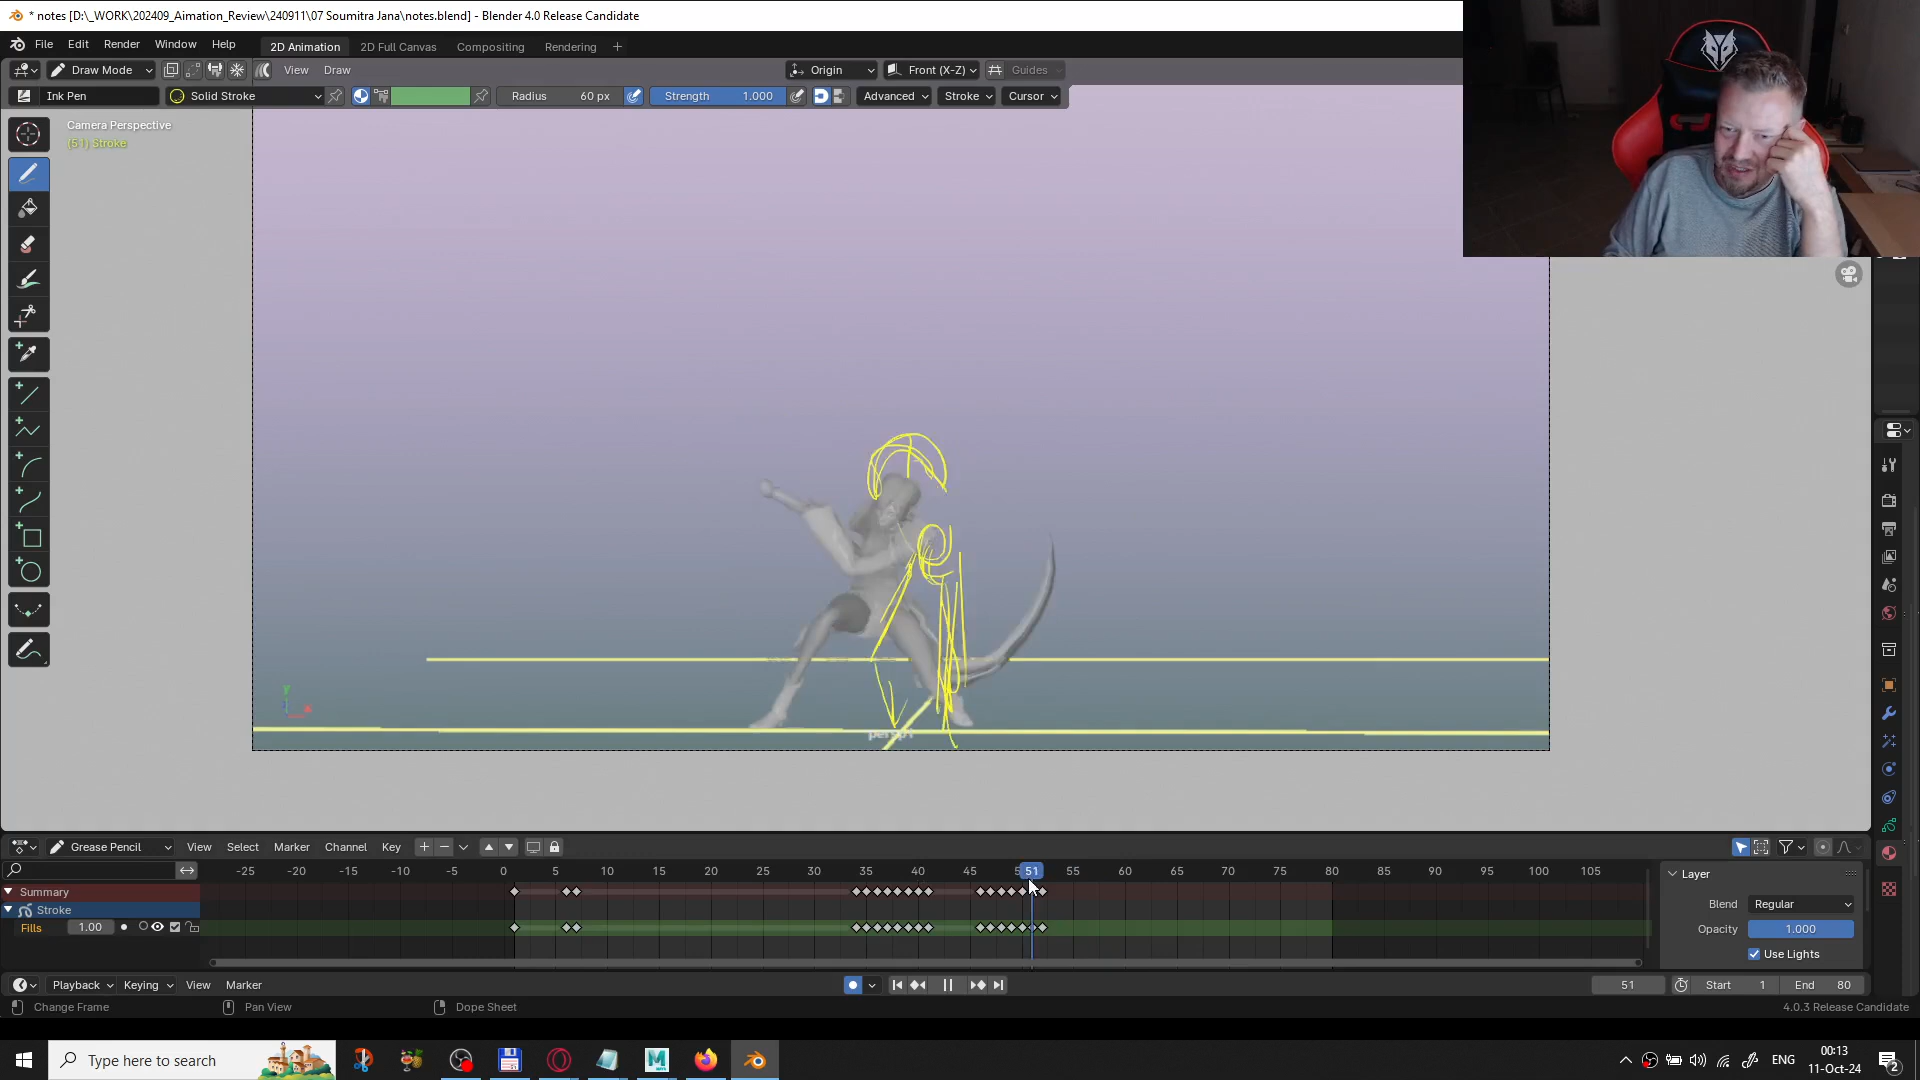 * notes [D:\_WORK\202409_Aimation_Review\240911\07 Soumitra Jana\notes.blend] - Blender 4.0 Release Candidate
File Edit Render Window Help 2D Animation 2D Full Canvas Compositing Rendering +
Draw Mode View Draw Origin Front (X-Z) Guides
Ink Pen Solid Stroke Radius 60 px Strength 1.000 Advanced Stroke Cursor
Camera Perspective
(51) Stroke
Grease Pencil View Select Marker Channel Key
-25 -20 -15 -10 -5 0 5 10 15 20 25 30 35 40 45 51 55 60 65 70 75 80 85 90 95 100 105
Layer
Summary
Stroke
Blend Regular
Fills 1.00
Opacity 1.000
Use Lights
Playback Keying View Marker 51 Start 1 End 80
Change Frame Pan View Dope Sheet 4.0.3 Release Candidate
Type here to search ENG 00:13
11-Oct-24 2